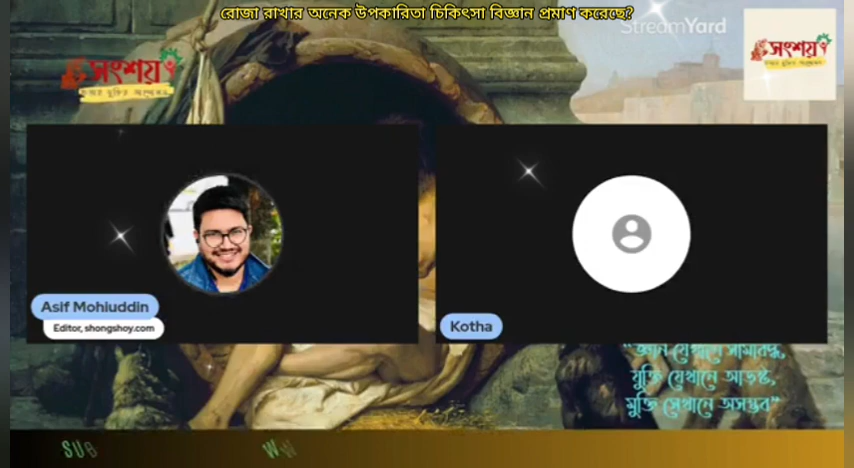 রোজা রাখার অনেক উপকারিতা চিকিৎসা বিজ্ঞান প্রমাণ করেছে?
StreamYard
সংশয়
সংশয়
Asif Mohiuddin
Editor, shongshoy.com
Kotha
"জ্ঞান যেখানে সীমাবদ্ধ,
যুক্তি যেখানে আড়ষ্ট,
মুক্তি সেখানে অসম্ভব"